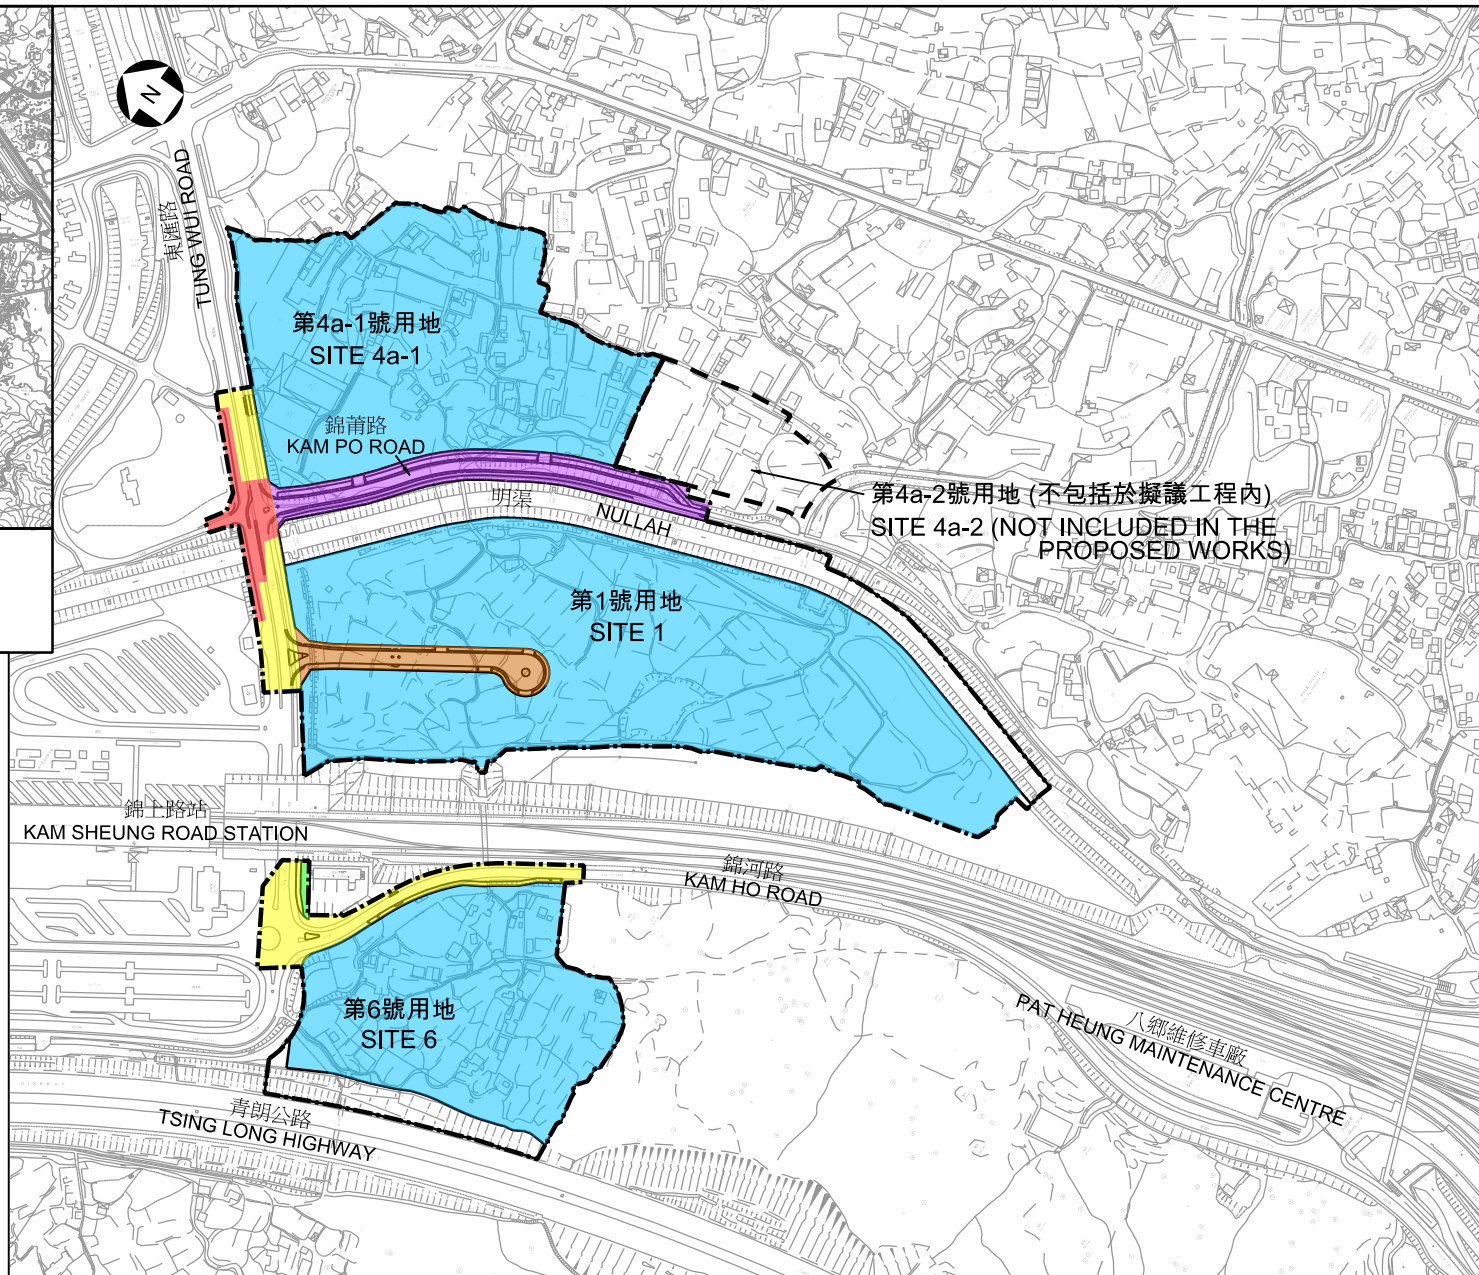 N
東匯路
TUNG WUI ROAD
第4a-1號用地
SITE 4a-1
錦莆路
KAM PO ROAD
明渠
NULLAH
第4a-2號用地 (不包括於擬議工程內)
SITE 4a-2 (NOT INCLUDED IN THE
PROPOSED WORKS)
第1號用地
SITE 1
錦上路站
KAM SHEUNG ROAD STATION
錦河路
KAM HO ROAD
第6號用地
SITE 6
八鄉維修車廠
PAT HEUNG MAINTENANCE CENTRE
青朗公路
TSING LONG HIGHWAY
HIGHWAY